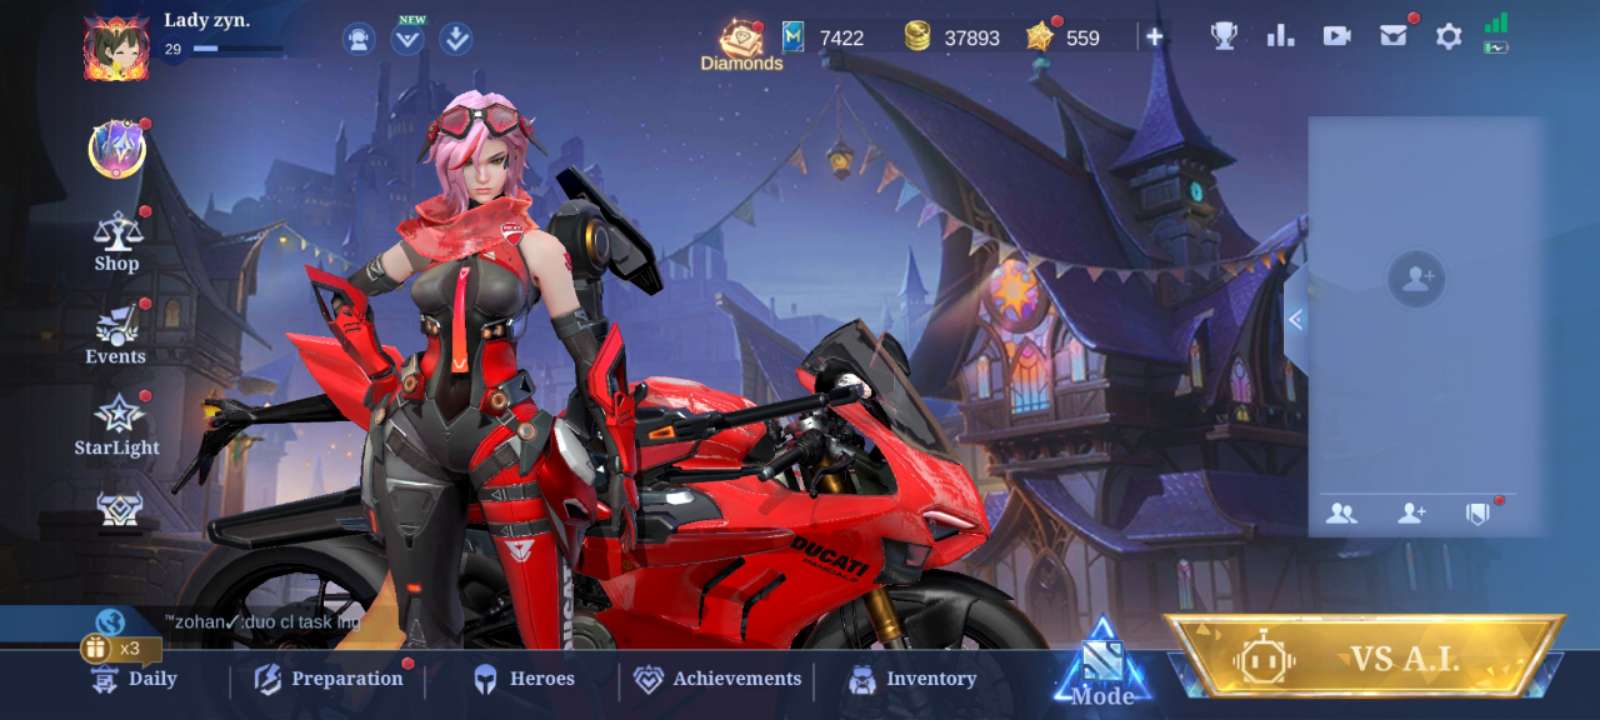 Lady zyn.
29
NEW
Diamonds
7422
37893
559
Shop
Events
StarLight
DUCATI
™zohan✓:duo cl task ing
x3
Daily
Preparation
Heroes
Achievements
Inventory
Mode
VS A.I.